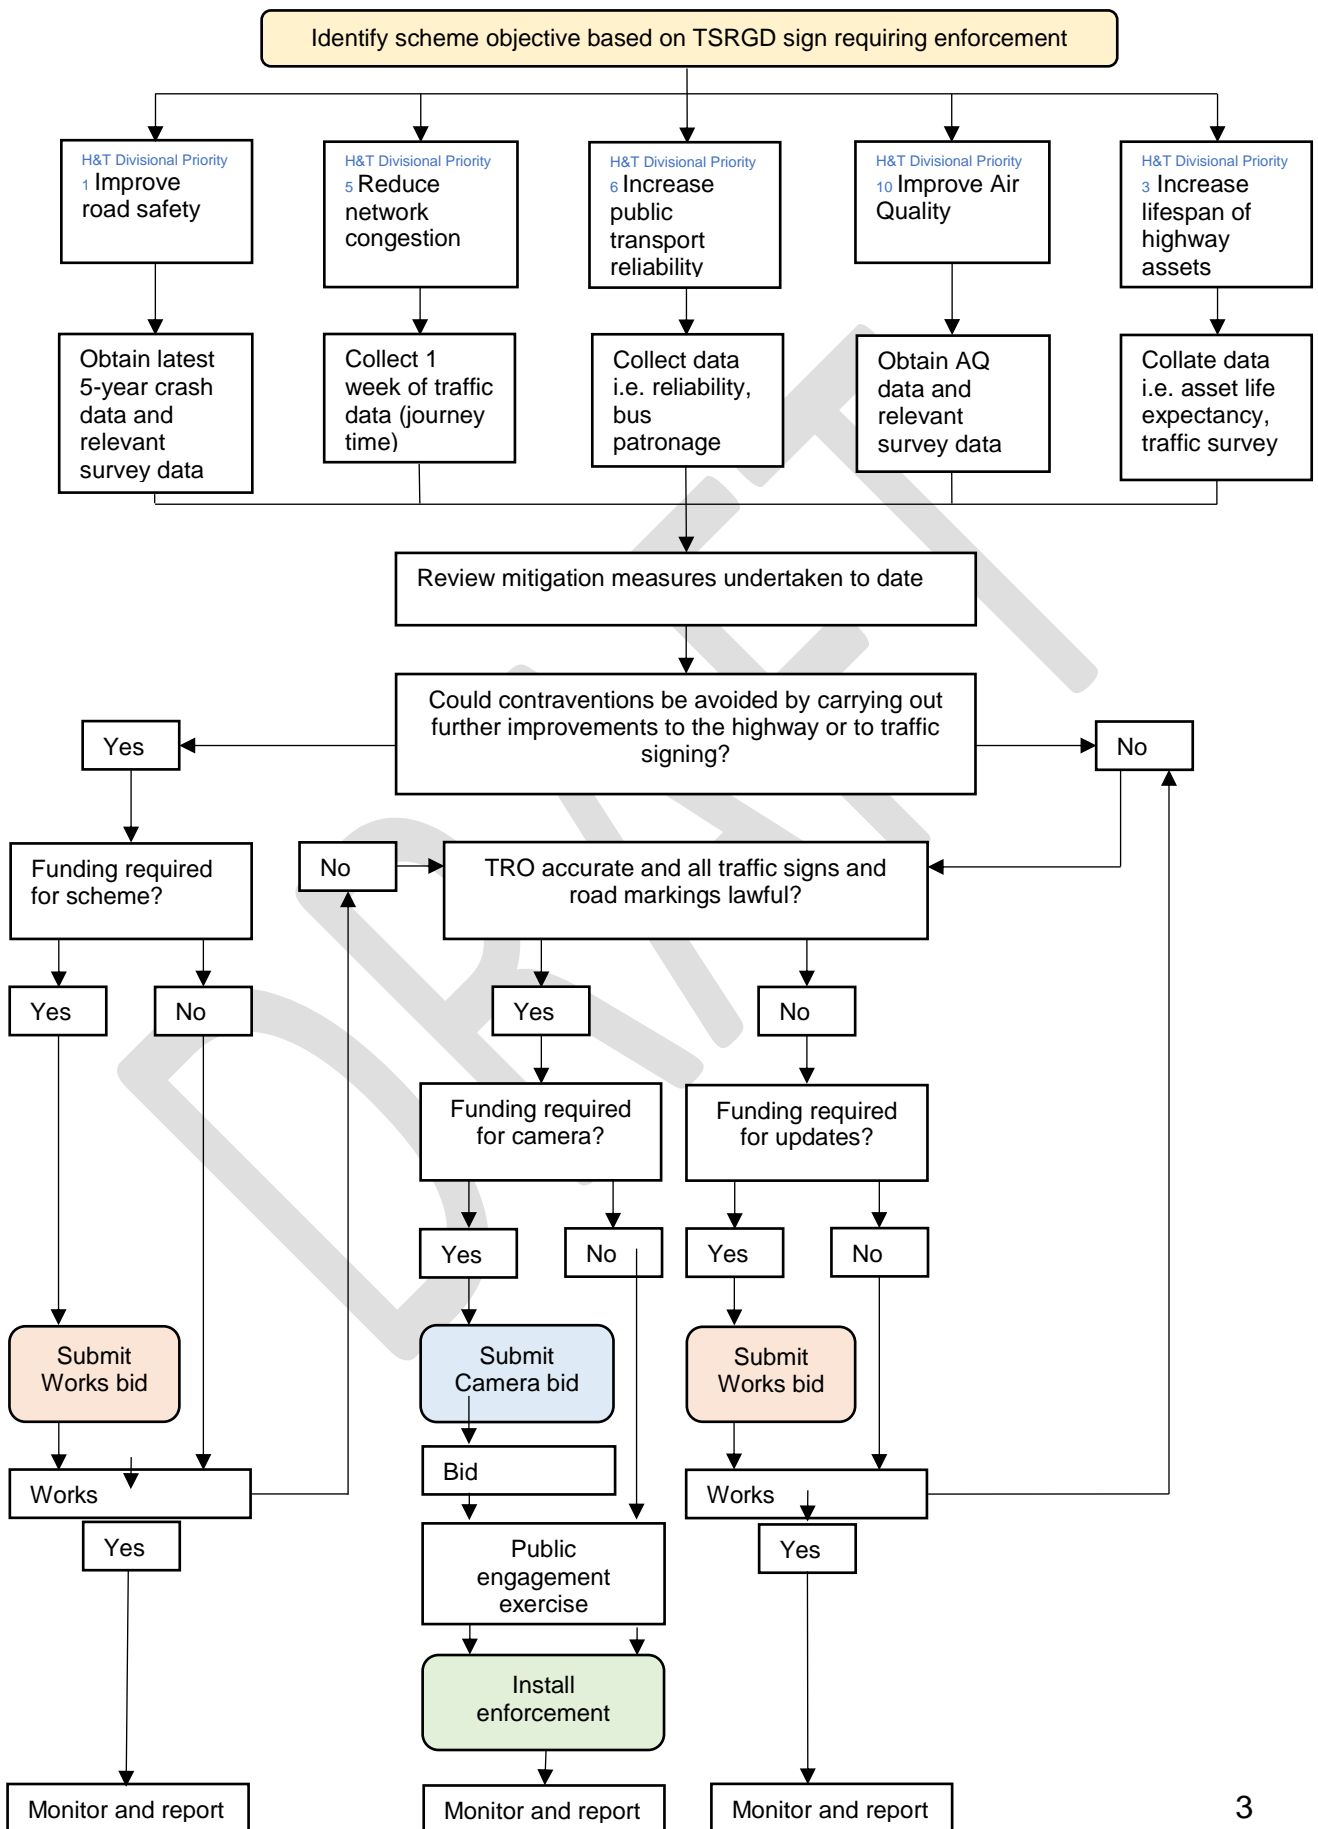 Identify scheme objective based on TSRGD sign requiring enforcement
H&T Divisional Priority
1 Improve
road safety
H&T Divisional Priority
5 Reduce
network
congestion
H&T Divisional Priority
6 Increase
public
transport
reliability
H&T Divisional Priority
10 Improve Air
Quality
H&T Divisional Priority
3 Increase
lifespan of
highway
assets
Obtain latest
5-year crash
data and
relevant
survey data
Collect 1
week of traffic
data (journey
time)
Collect data
i.e. reliability,
bus
patronage
Obtain AQ
data and
relevant
survey data
Collate data
i.e. asset life
expectancy,
traffic survey
Review mitigation measures undertaken to date
Could contraventions be avoided by carrying out
further improvements to the highway or to traffic
signing?
Yes
No
Funding required
for scheme?
No
TRO accurate and all traffic signs and
road markings lawful?
Yes
No
Yes
No
Funding required
for camera?
Funding required
for updates?
Yes
No
Yes
No
Submit
Works bid
Submit
Camera bid
Submit
Works bid
Bid
Works
Works
Yes
Public
engagement
exercise
Yes
Install
enforcement
Monitor and report
Monitor and report
Monitor and report
3
DRAFT